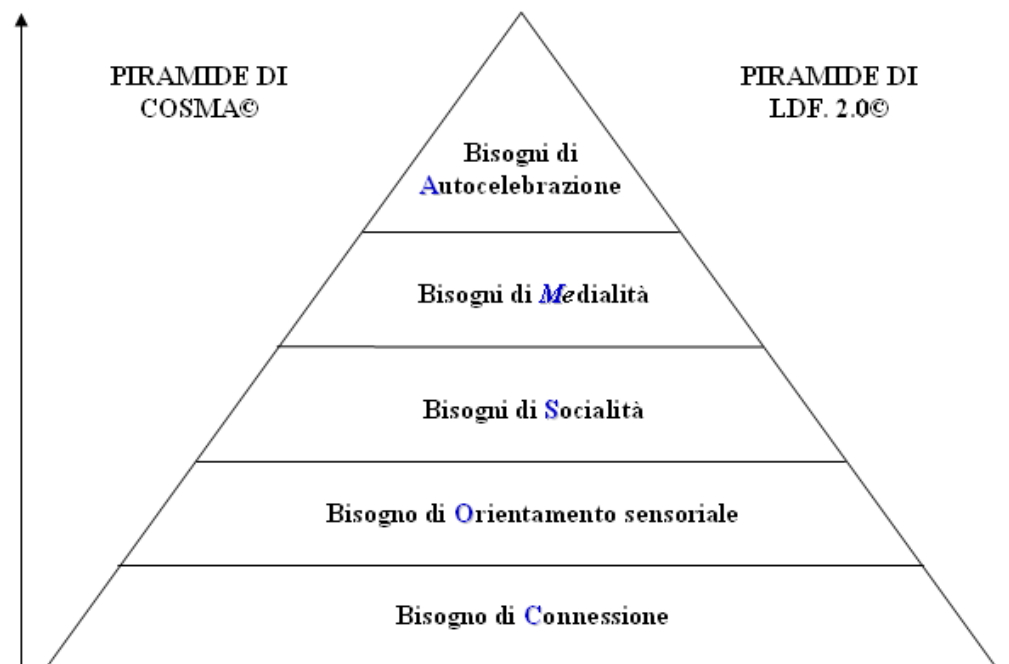 PIRAMIDE DI
COSMA©
PIRAMIDE DI
LDF. 2.0©
Bisogni di
Autocelebrazione
Bisogni di Medialità
Bisogni di Socialità
Bisogno di Orientamento sensoriale
Bisogno di Connessione